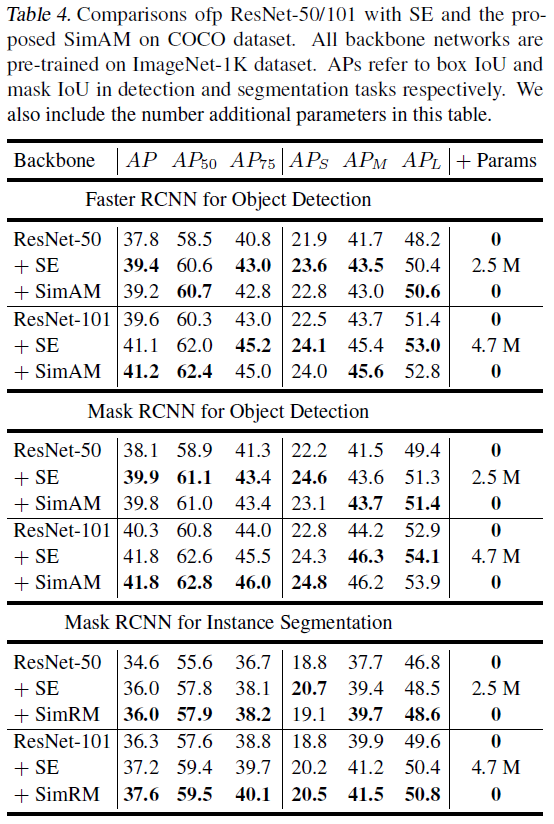 Table 4. Comparisons ofp ResNet-50/101 with SE and the pro-
posed SimAM on COCO dataset. All backbone networks are
pre-trained on ImageNet-1K dataset. APs refer to box IoU and
mask IoU in detection and segmentation tasks respectively. We
also include the number additional parameters in this table.
Backbone AP AP50 AP75 APS APM APL + Params
Faster RCNN for Object Detection
ResNet-50 37.8 58.5 40.8 21.9 41.7 48.2 0
+ SE 39.4 60.6 43.0 23.6 43.5 50.4 2.5 M
+ SimAM 39.2 60.7 42.8 22.8 43.0 50.6 0
ResNet-101 39.6 60.3 43.0 22.5 43.7 51.4 0
+ SE 41.1 62.0 45.2 24.1 45.4 53.0 4.7 M
+ SimAM 41.2 62.4 45.0 24.0 45.6 52.8 0
Mask RCNN for Object Detection
ResNet-50 38.1 58.9 41.3 22.2 41.5 49.4 0
+ SE 39.9 61.1 43.4 24.6 43.6 51.3 2.5 M
+ SimAM 39.8 61.0 43.4 23.1 43.7 51.4 0
ResNet-101 40.3 60.8 44.0 22.8 44.2 52.9 0
+ SE 41.8 62.6 45.5 24.3 46.3 54.1 4.7 M
+ SimAM 41.8 62.8 46.0 24.8 46.2 53.9 0
Mask RCNN for Instance Segmentation
ResNet-50 34.6 55.6 36.7 18.8 37.7 46.8 0
+ SE 36.0 57.8 38.1 20.7 39.4 48.5 2.5 M
+ SimRM 36.0 57.9 38.2 19.1 39.7 48.6 0
ResNet-101 36.3 57.6 38.8 18.8 39.9 49.6 0
+ SE 37.2 59.4 39.7 20.2 41.2 50.4 4.7 M
+ SimRM 37.6 59.5 40.1 20.5 41.5 50.8 0